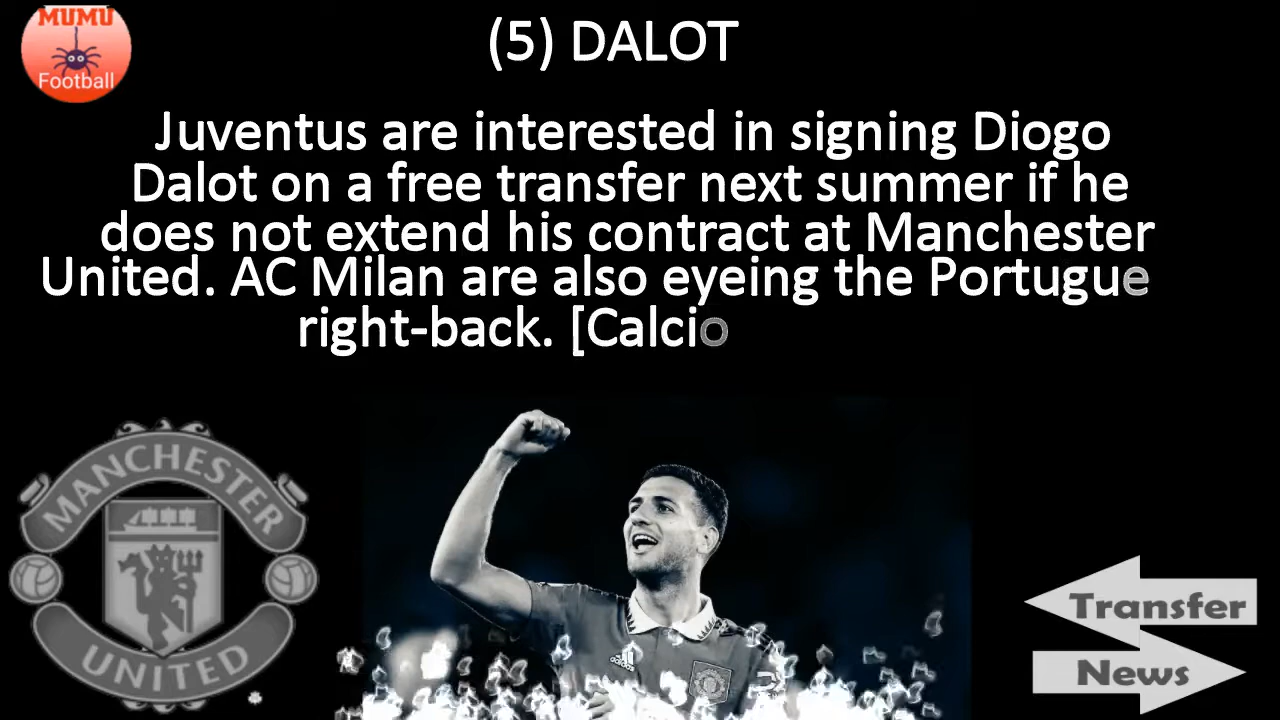 MUMU
Football
(5) DALOT
Juventus are interested in signing Diogo
Dalot on a free transfer next summer if he
does not extend his contract at Manchester
United. AC Milan are also eyeing the Portugue
right-back. [Calcio
MANCHESTER
UNITED
Transfer
News